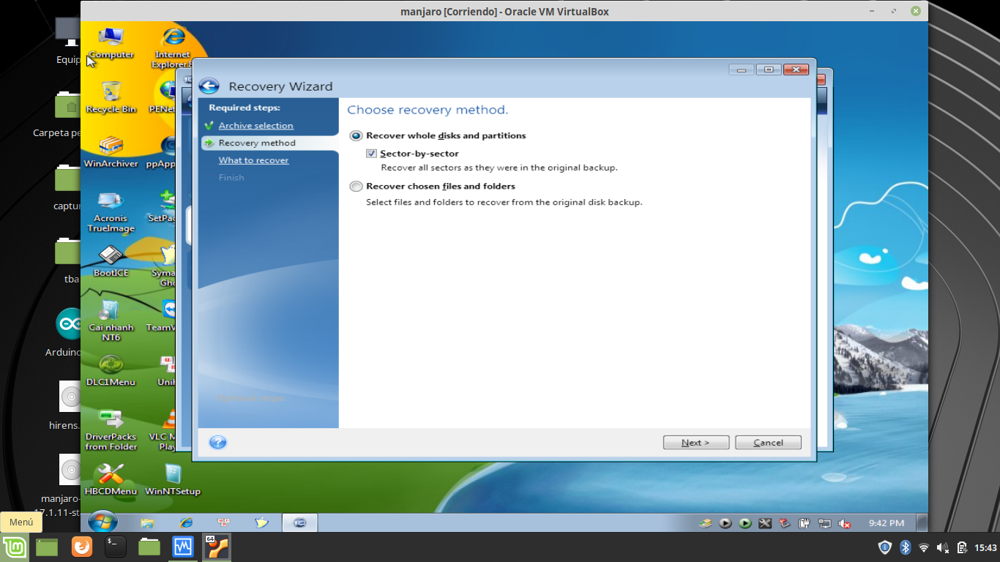 manjaro [Corriendo] - Oracle VM VirtualBox
Equip
Carpeta pe
captu
tba
Arduino
hirens.
manjaro-
17.1.11-st
Computer
Internet
Explorer
Recycle Bin
PENet
WinArchiver
ppApp
Acronis
TrueImage
SetPa
BootICE
Syma
Gho
Cai nhanh
NT6
TeamV
DLC1Menu
Unik
DriverPacks
from Folder
VLC M
Play
HBCDMenu
WinNTSetup
Recovery Wizard
Required steps:
Archive selection
Recovery method
What to recover
Finish
Choose recovery method.
Recover whole disks and partitions
Sector-by-sector
Recover all sectors as they were in the original backup.
Recover chosen files and folders
Select files and folders to recover from the original disk backup.
Next >
Cancel
9:42 PM
Menú
64
15:43